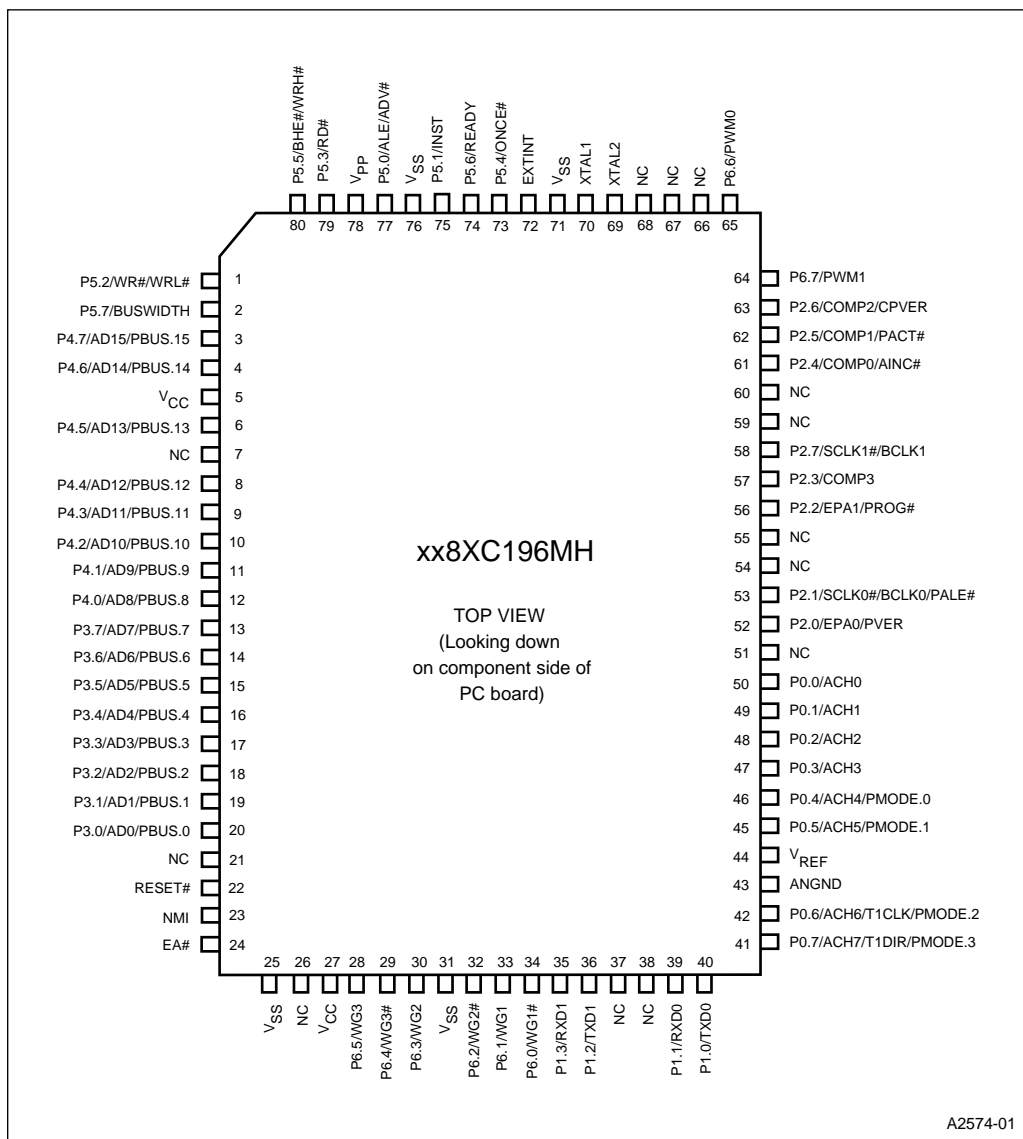 P5.5/BHE#/WRH#
P5.3/RD#
VPP
P5.0/ALE/ADV#
VSS
P5.1/INST
P5.6/READY
P5.4/ONCE#
EXTINT
VSS
XTAL1
XTAL2
NC
NC
NC
P6.6/PWM0
80 79 78 77 76 75 74 73 72 71 70 69 68 67 66 65
P5.2/WR#/WRL# 1
P5.7/BUSWIDTH 2
P4.7/AD15/PBUS.15 3
P4.6/AD14/PBUS.14 4
VCC 5
P4.5/AD13/PBUS.13 6
NC 7
P4.4/AD12/PBUS.12 8
P4.3/AD11/PBUS.11 9
P4.2/AD10/PBUS.10 10
P4.1/AD9/PBUS.9 11
P4.0/AD8/PBUS.8 12
P3.7/AD7/PBUS.7 13
P3.6/AD6/PBUS.6 14
P3.5/AD5/PBUS.5 15
P3.4/AD4/PBUS.4 16
P3.3/AD3/PBUS.3 17
P3.2/AD2/PBUS.2 18
P3.1/AD1/PBUS.1 19
P3.0/AD0/PBUS.0 20
NC 21
RESET# 22
NMI 23
EA# 24
xx8XC196MH
TOP VIEW
(Looking down
on component side of
PC board)
64 P6.7/PWM1
63 P2.6/COMP2/CPVER
62 P2.5/COMP1/PACT#
61 P2.4/COMP0/AINC#
60 NC
59 NC
58 P2.7/SCLK1#/BCLK1
57 P2.3/COMP3
56 P2.2/EPA1/PROG#
55 NC
54 NC
53 P2.1/SCLK0#/BCLK0/PALE#
52 P2.0/EPA0/PVER
51 NC
50 P0.0/ACH0
49 P0.1/ACH1
48 P0.2/ACH2
47 P0.3/ACH3
46 P0.4/ACH4/PMODE.0
45 P0.5/ACH5/PMODE.1
44 VREF
43 ANGND
42 P0.6/ACH6/T1CLK/PMODE.2
41 P0.7/ACH7/T1DIR/PMODE.3
25 26 27 28 29 30 31 32 33 34 35 36 37 38 39 40
VSS
NC
VCC
P6.5/WG3
P6.4/WG3#
P6.3/WG2
VSS
P6.2/WG2#
P6.1/WG1
P6.0/WG1#
P1.3/RXD1
P1.2/TXD1
NC
NC
P1.1/RXD0
P1.0/TXD0
A2574-01